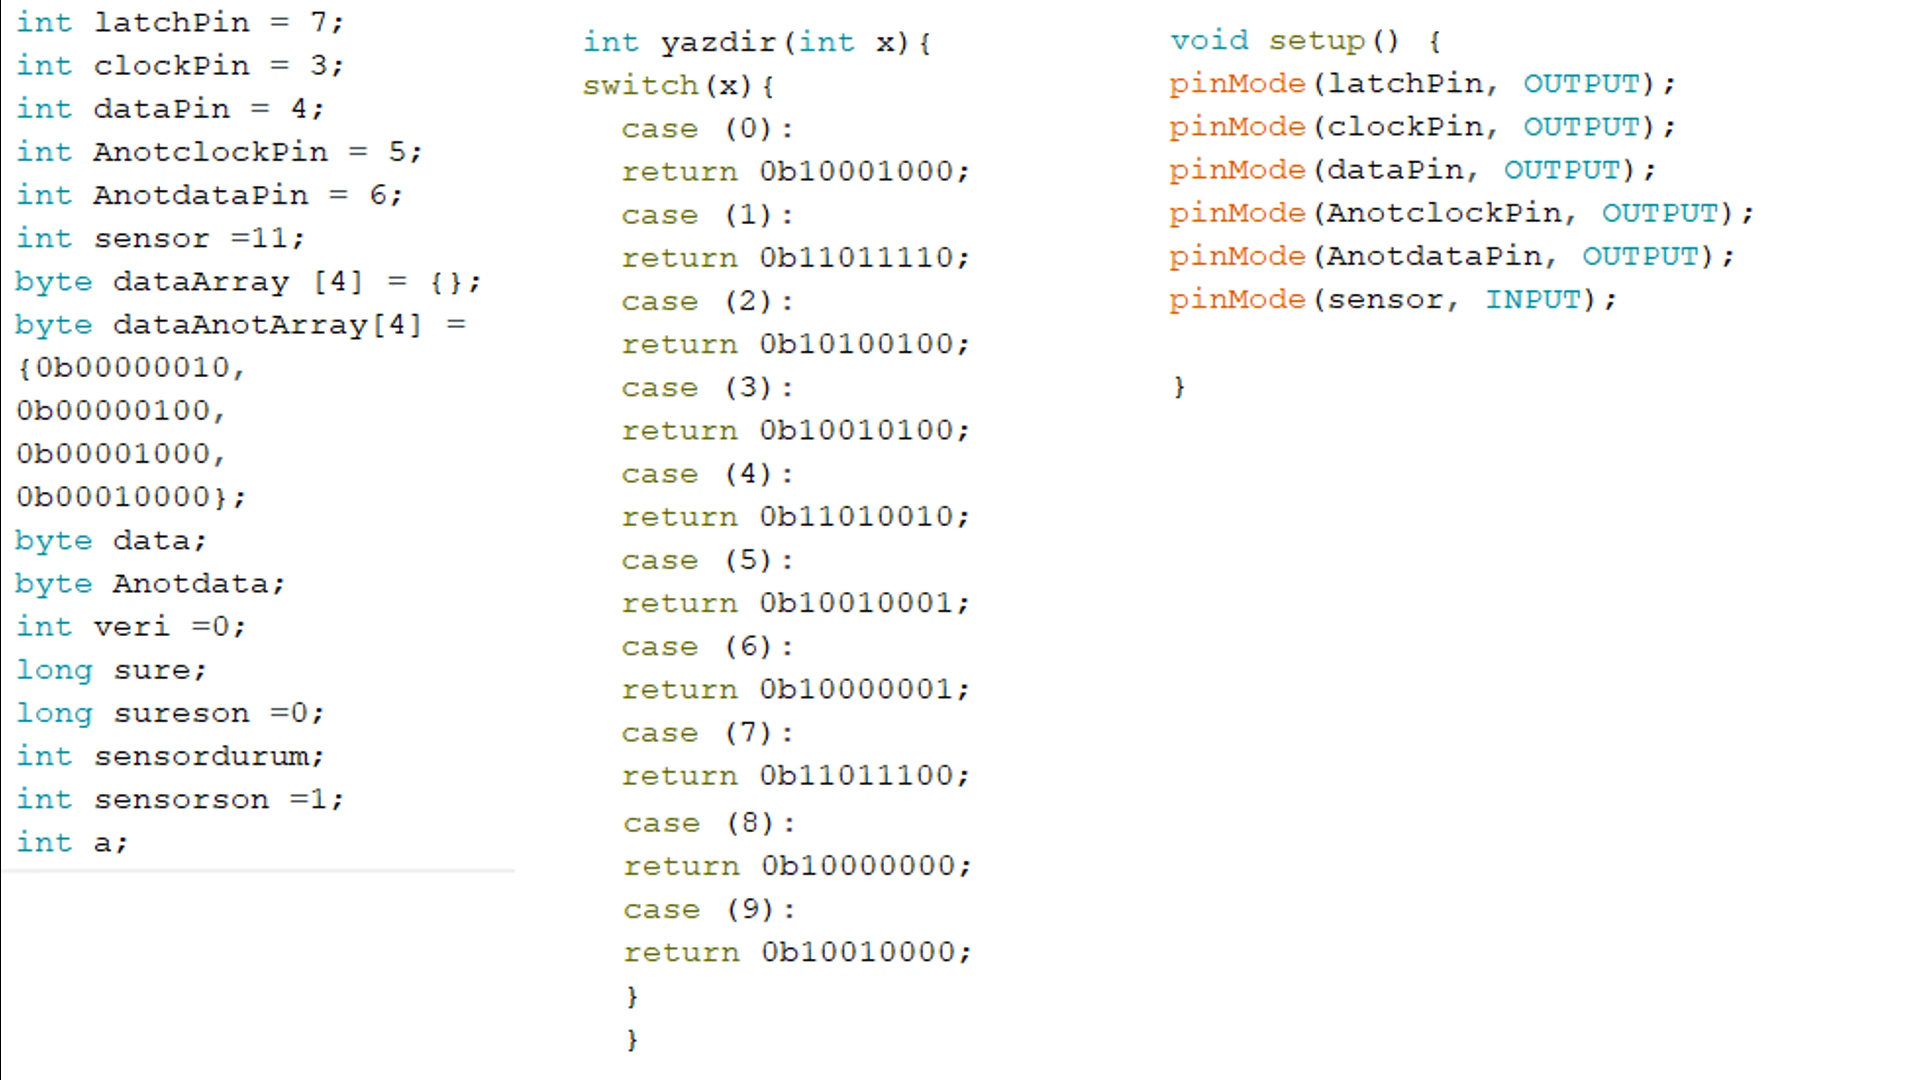 int latchPin = 7;
int clockPin = 3;
int dataPin = 4;
int AnotclockPin = 5;
int AnotdataPin = 6;
int sensor =11;
byte dataArray [4] = {};
byte dataAnotArray[4] =
{0b00000010,
0b00000100,
0b00001000,
0b00010000};
byte data;
byte Anotdata;
int veri =0;
long sure;
long sureson =0;
int sensordurum;
int sensorson =1;
int a;
int yazdir(int x){
switch(x){
case (0):
return 0b10001000;
case (1):
return 0b11011110;
case (2):
return 0b10100100;
case (3):
return 0b10010100;
case (4):
return 0b11010010;
case (5):
return 0b10010001;
case (6):
return 0b10000001;
case (7):
return 0b11011100;
case (8):
return 0b10000000;
case (9):
return 0b10010000;
}
}
void setup() {
pinMode(latchPin, OUTPUT);
pinMode(clockPin, OUTPUT);
pinMode(dataPin, OUTPUT);
pinMode(AnotclockPin, OUTPUT);
pinMode(AnotdataPin, OUTPUT);
pinMode(sensor, INPUT);
}